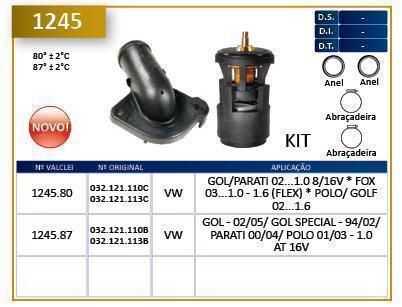 1245
D.S. -
D.I. -
D.T. -
80° ± 2°C
87° ± 2°C
Anel Anel
NOVO!
Abraçadeira
KIT
Abraçadeira
Nº VALCLEI Nº ORIGINAL APLICAÇÃO
1245.80 032.121.110C 032.121.113C VW GOL/PARATI 02...1.0 8/16V * FOX
03...1.0 - 1.6 (FLEX) * POLO/ GOLF
02...1.6
1245.87 032.121.110B 032.121.113B VW GOL - 02/05/ GOL SPECIAL - 94/02/
PARATI 00/04/ POLO 01/03 - 1.0
AT 16V